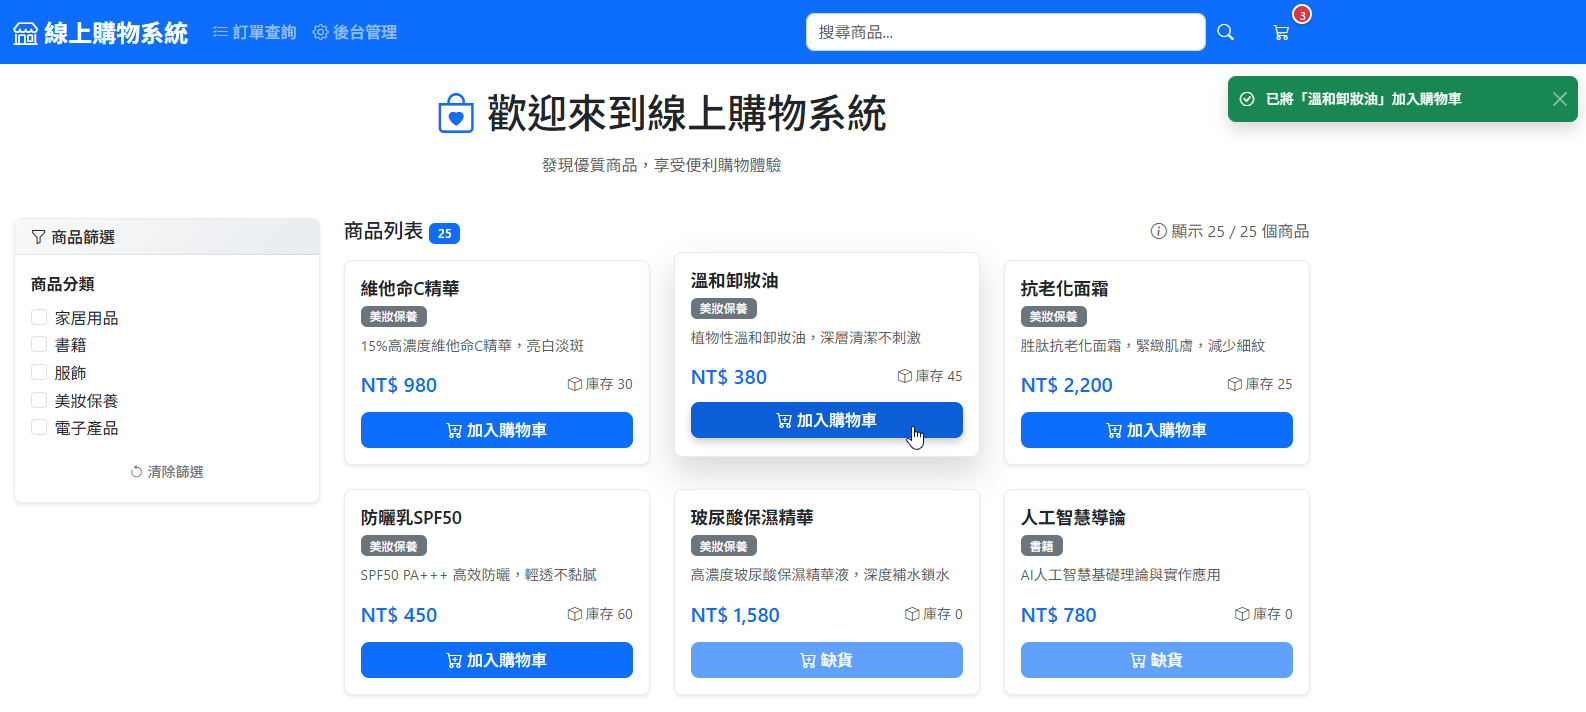 線上購物系統 訂單查詢 後台管理 搜尋商品... 3
已將「溫和卸妝油」加入購物車
歡迎來到線上購物系統
發現優質商品，享受便利購物體驗
商品篩選
商品分類
家居用品
書籍
服飾
美妝保養
電子產品
清除篩選
商品列表 25
顯示 25 / 25 個商品
維他命C精華
美妝保養
15%高濃度維他命C精華，亮白淡斑
NT$ 980 庫存 30
加入購物車
溫和卸妝油
美妝保養
植物性溫和卸妝油，深層清潔不刺激
NT$ 380 庫存 45
加入購物車
抗老化面霜
美妝保養
胜肽抗老化面霜，緊緻肌膚，減少細紋
NT$ 2,200 庫存 25
加入購物車
防曬乳SPF50
美妝保養
SPF50 PA+++ 高效防曬，輕透不黏膩
NT$ 450 庫存 60
加入購物車
玻尿酸保濕精華
美妝保養
高濃度玻尿酸保濕精華液，深度補水鎖水
NT$ 1,580 庫存 0
缺貨
人工智慧導論
書籍
AI人工智慧基礎理論與實作應用
NT$ 780 庫存 0
缺貨